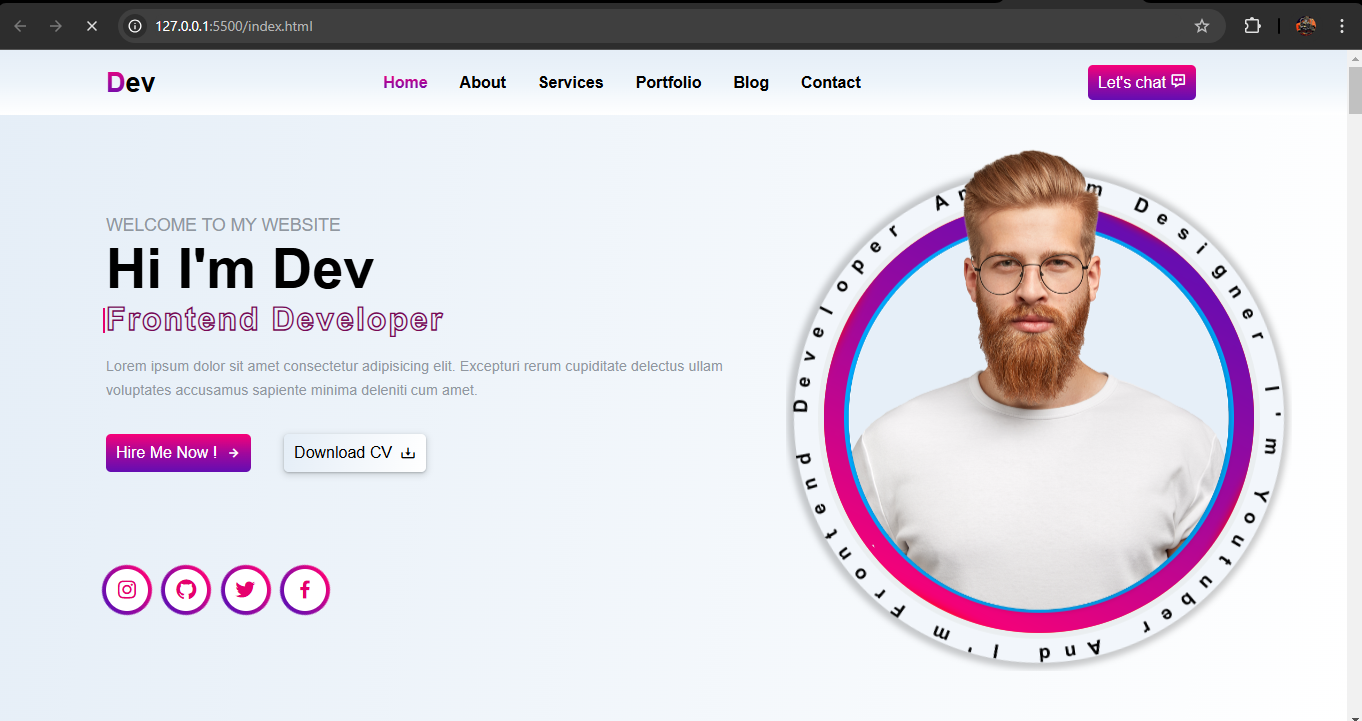 127.0.0.1:5500/index.html
Dev
Home About Services Portfolio Blog Contact
Let's chat
WELCOME TO MY WEBSITE
Hi I'm Dev
Frontend Developer
Lorem ipsum dolor sit amet consectetur adipisicing elit. Excepturi rerum cupiditate delectus ullam
voluptates accusamus sapiente minima deleniti cum amet.
Hire Me Now !
Download CV
Designer I'm Youtuber And I'm Frontend Developer